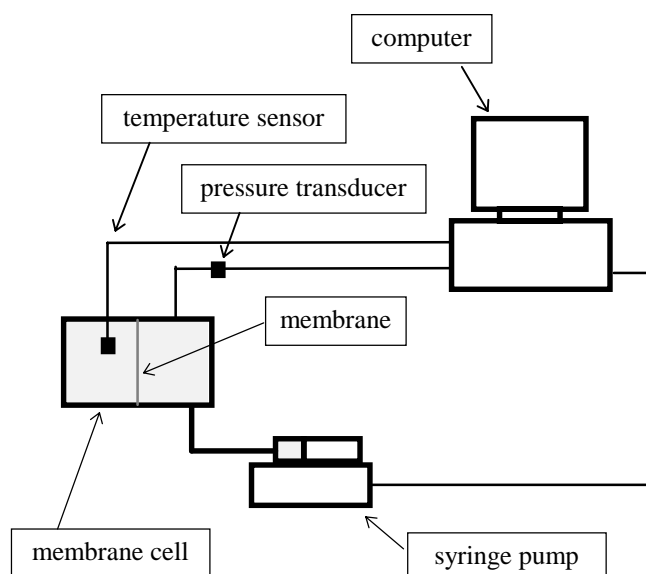 computer
temperature sensor
pressure transducer
membrane
membrane cell
syringe pump